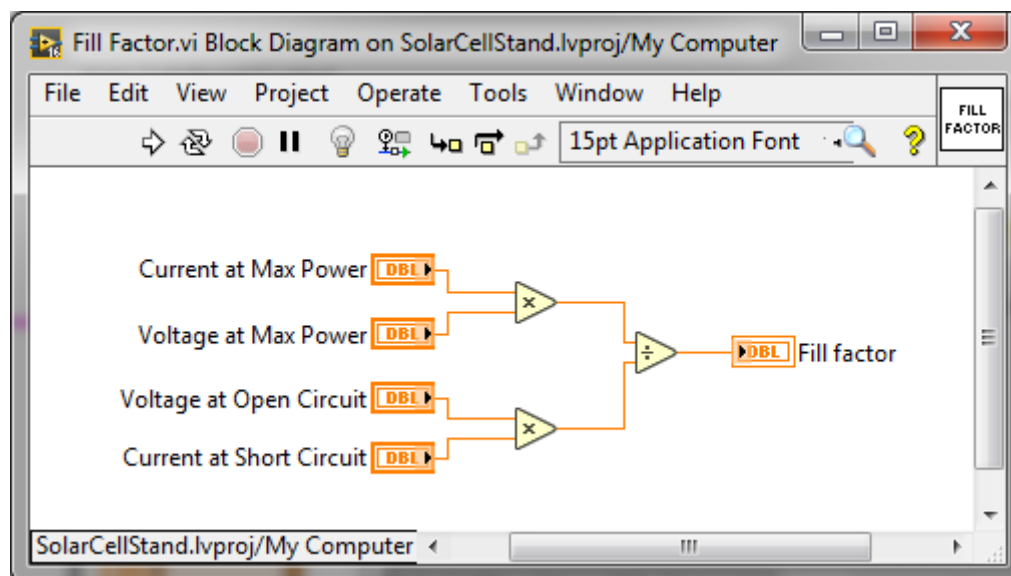 Fill Factor.vi Block Diagram on SolarCellStand.lvproj/My Computer
File Edit View Project Operate Tools Window Help
FILL
FACTOR
15pt Application Font
Current at Max Power DBL
Voltage at Max Power DBL
DBL Fill factor
Voltage at Open Circuit DBL
Current at Short Circuit DBL
SolarCellStand.lvproj/My Computer